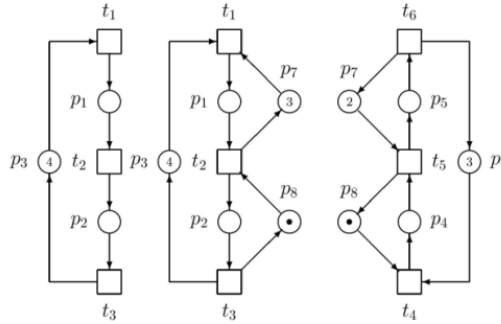 t₁ t₁ t₆
p₇ p₇
p₁ p₁ 3 2 p₅
p₃ 4 t₂ p₃ 4 t₂ t₅ 3 p
p₈ p₈
p₂ p₂ p₄
t₃ t₃ t₄